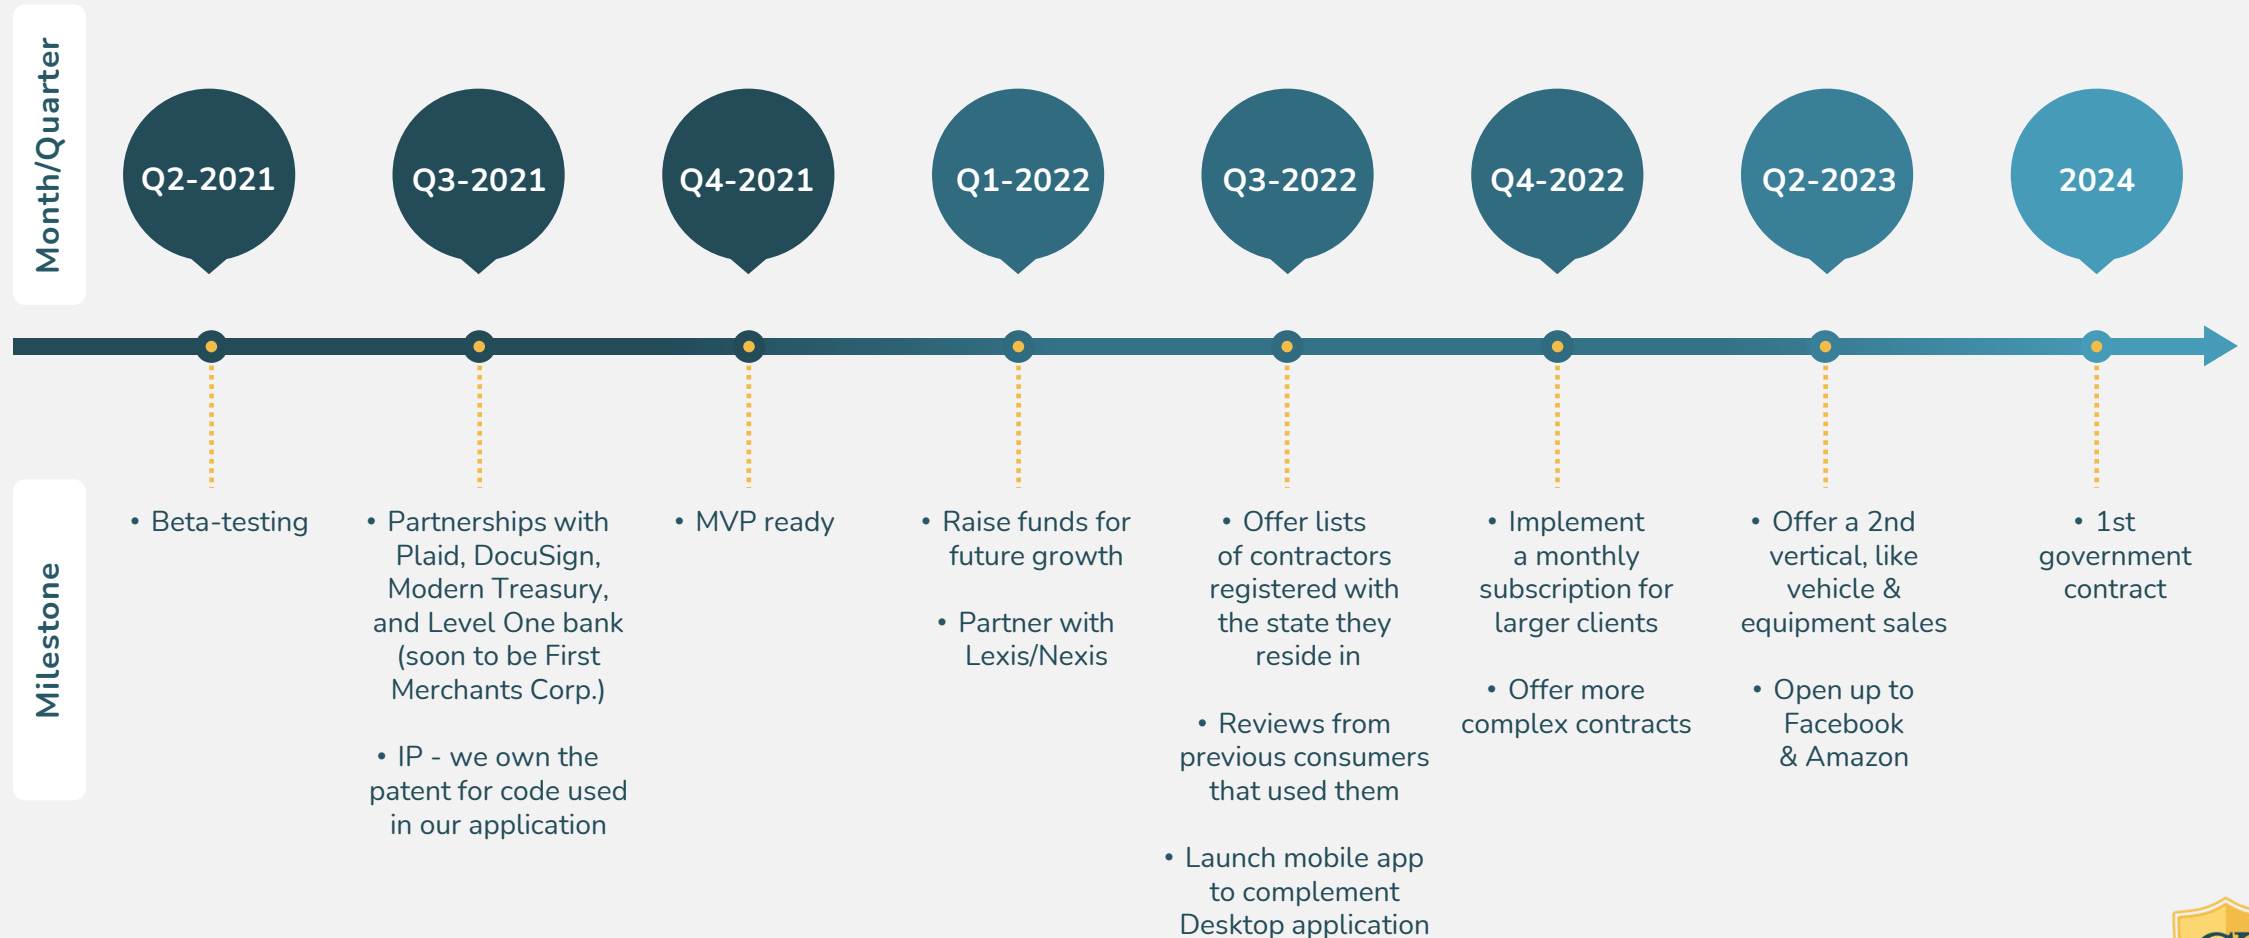 Month/Quarter
Q2-2021
Q3-2021
Q4-2021
Q1-2022
Q3-2022
Q4-2022
Q2-2023
2024
Milestone
• Beta-testing
• Partnerships with
Plaid, DocuSign,
Modern Treasury,
and Level One bank
(soon to be First
Merchants Corp.)
• IP - we own the
patent for code used
in our application
• MVP ready
• Raise funds for
future growth
• Partner with
Lexis/Nexis
• Offer lists
of contractors
registered with
the state they
reside in
• Reviews from
previous consumers
that used them
• Launch mobile app
to complement
Desktop application
• Implement
a monthly
subscription for
larger clients
• Offer more
complex contracts
• Offer a 2nd
vertical, like
vehicle &
equipment sales
• Open up to
Facebook
& Amazon
• 1st
government
contract